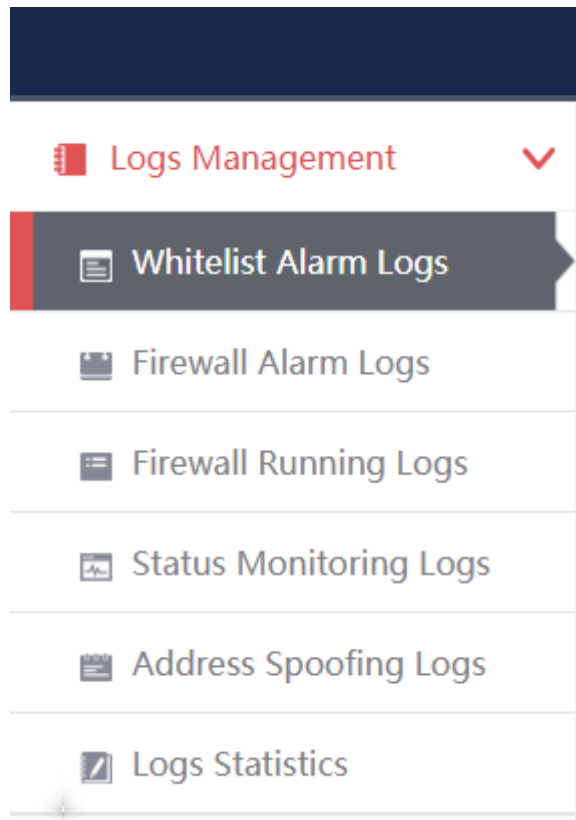 Logs Management
Whitelist Alarm Logs
Firewall Alarm Logs
Firewall Running Logs
Status Monitoring Logs
Address Spoofing Logs
Logs Statistics